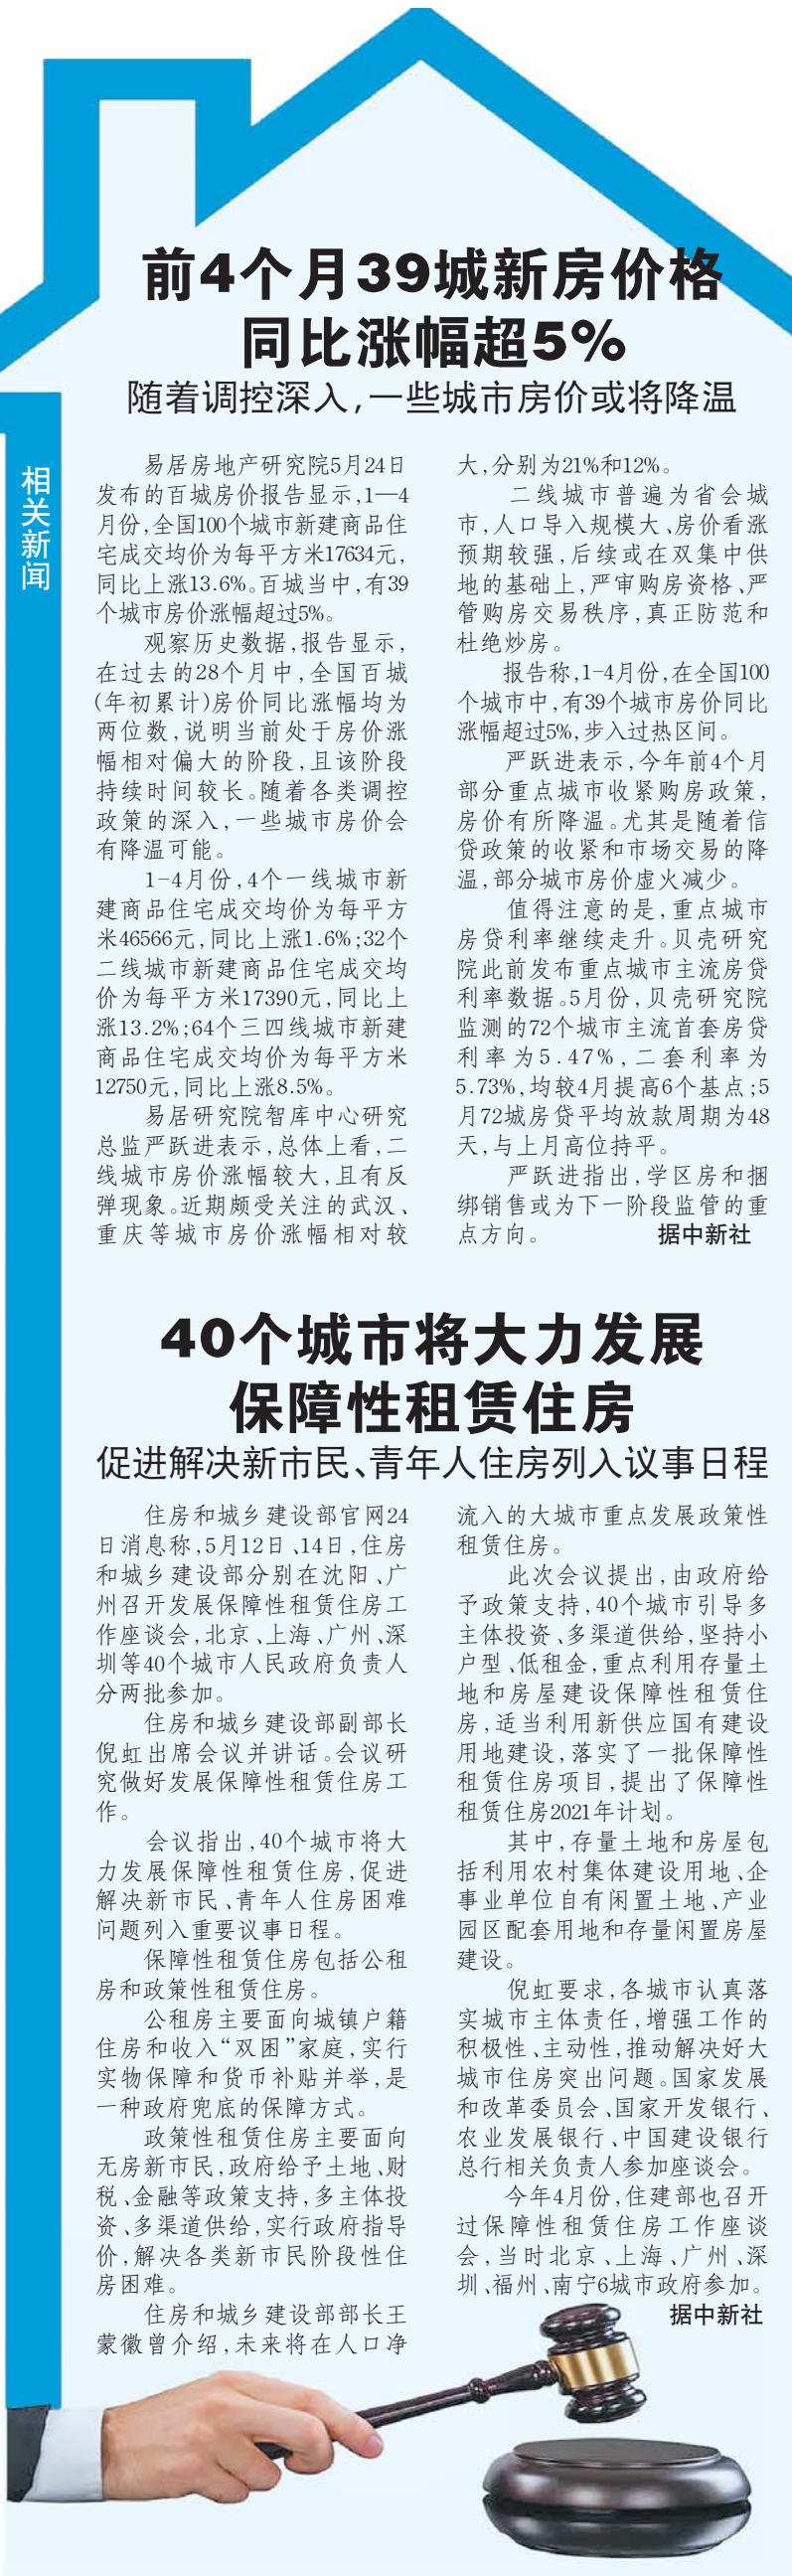 前4个月39城新房价格
同比涨幅超5%
随着调控深入,一些城市房价或将降温
相关新闻
易居房地产研究院5月24日
发布的百城房价报告显示,1—4
月份,全国100个城市新建商品住
宅成交均价为每平方米17634元,
同比上涨13.6%。百城当中,有39
个城市房价涨幅超过5%。
观察历史数据,报告显示,
在过去的28个月中,全国百城
(年初累计)房价同比涨幅均为
两位数,说明当前处于房价涨
幅相对偏大的阶段,且该阶段
持续时间较长。随着各类调控
政策的深入,一些城市房价会
有降温可能。
1-4月份,4个一线城市新
建商品住宅成交均价为每平方
米46566元,同比上涨1.6%;32个
二线城市新建商品住宅成交均
价为每平方米17390元,同比上
涨13.2%;64个三四线城市新建
商品住宅成交均价为每平方米
12750元,同比上涨8.5%。
易居研究院智库中心研究
总监严跃进表示,总体上看,二
线城市房价涨幅较大,且有反
弹现象。近期颇受关注的武汉、
重庆等城市房价涨幅相对较
大,分别为21%和12%。
二线城市普遍为省会城
市,人口导入规模大、房价看涨
预期较强,后续或在双集中供
地的基础上,严审购房资格、严
管购房交易秩序,真正防范和
杜绝炒房。
报告称,1-4月份,在全国100
个城市中,有39个城市房价同比
涨幅超过5%,步入过热区间。
严跃进表示,今年前4个月
部分重点城市收紧购房政策,
房价有所降温。尤其是随着信
贷政策的收紧和市场交易的降
温,部分城市房价虚火减少。
值得注意的是,重点城市
房贷利率继续走升。贝壳研究
院此前发布重点城市主流房贷
利率数据。5月份,贝壳研究院
监测的72个城市主流首套房贷
利率为5.47%,二套利率为
5.73%,均较4月提高6个基点;5
月72城房贷平均放款周期为48
天,与上月高位持平。
严跃进指出,学区房和捆
绑销售或为下一阶段监管的重
点方向。 据中新社
40个城市将大力发展
保障性租赁住房
促进解决新市民、青年人住房列入议事日程
住房和城乡建设部官网24
日消息称,5月12日、14日,住房
和城乡建设部分别在沈阳、广
州召开发展保障性租赁住房工
作座谈会,北京、上海、广州、深
圳等40个城市人民政府负责人
分两批参加。
住房和城乡建设部副部长
倪虹出席会议并讲话。会议研
究做好发展保障性租赁住房工
作。
会议指出,40个城市将大
力发展保障性租赁住房,促进
解决新市民、青年人住房困难
问题列入重要议事日程。
保障性租赁住房包括公租
房和政策性租赁住房。
公租房主要面向城镇户籍
住房和收入“双困”家庭,实行
实物保障和货币补贴并举,是
一种政府兜底的保障方式。
政策性租赁住房主要面向
无房新市民,政府给予土地、财
税、金融等政策支持,多主体投
资、多渠道供给,实行政府指导
价,解决各类新市民阶段性住
房困难。
住房和城乡建设部部长王
蒙徽曾介绍,未来将在人口净
流入的大城市重点发展政策性
租赁住房。
此次会议提出,由政府给
予政策支持,40个城市引导多
主体投资、多渠道供给,坚持小
户型、低租金,重点利用存量土
地和房屋建设保障性租赁住
房,适当利用新供应国有建设
用地建设,落实了一批保障性
租赁住房项目,提出了保障性
租赁住房2021年计划。
其中,存量土地和房屋包
括利用农村集体建设用地、企
事业单位自有闲置土地、产业
园区配套用地和存量闲置房屋
建设。
倪虹要求,各城市认真落
实城市主体责任,增强工作的
积极性、主动性,推动解决好大
城市住房突出问题。国家发展
和改革委员会、国家开发银行、
农业发展银行、中国建设银行
总行相关负责人参加座谈会。
今年4月份,住建部也召开
过保障性租赁住房工作座谈
会,当时北京、上海、广州、深
圳、福州、南宁6城市政府参加。
据中新社